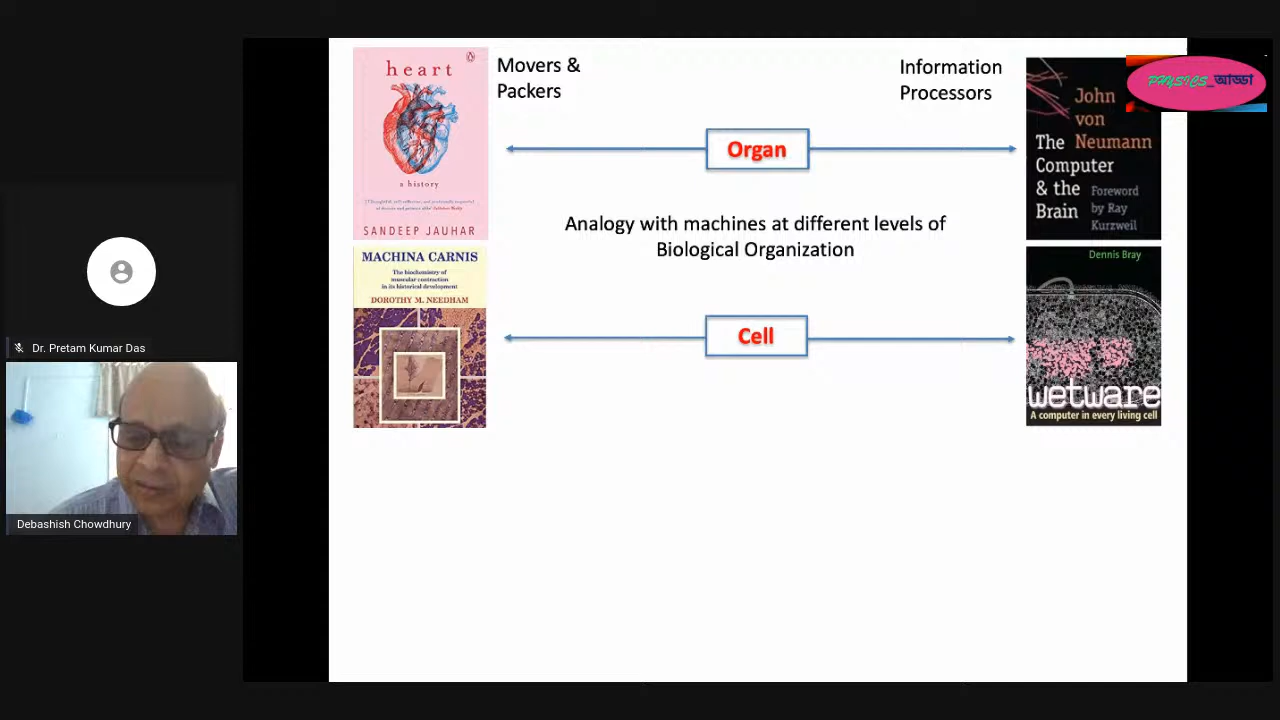 heart
a history
SANDEEP JAUHAR
Movers &
Packers
Information
Processors
John
von
Neumann
The
Computer
& the
Brain
Foreword
by Ray
Kurzweil
PHYSICS_আড্ডা
Organ
Analogy with machines at different levels of
Biological Organization
MACHINA CARNIS
The biochemistry of
muscular contraction
in its historical development
DOROTHY M. NEEDHAM
Cell
Dennis Bray
wetware
A computer in every living cell
Dr. Pretam Kumar Das
Debashish Chowdhury